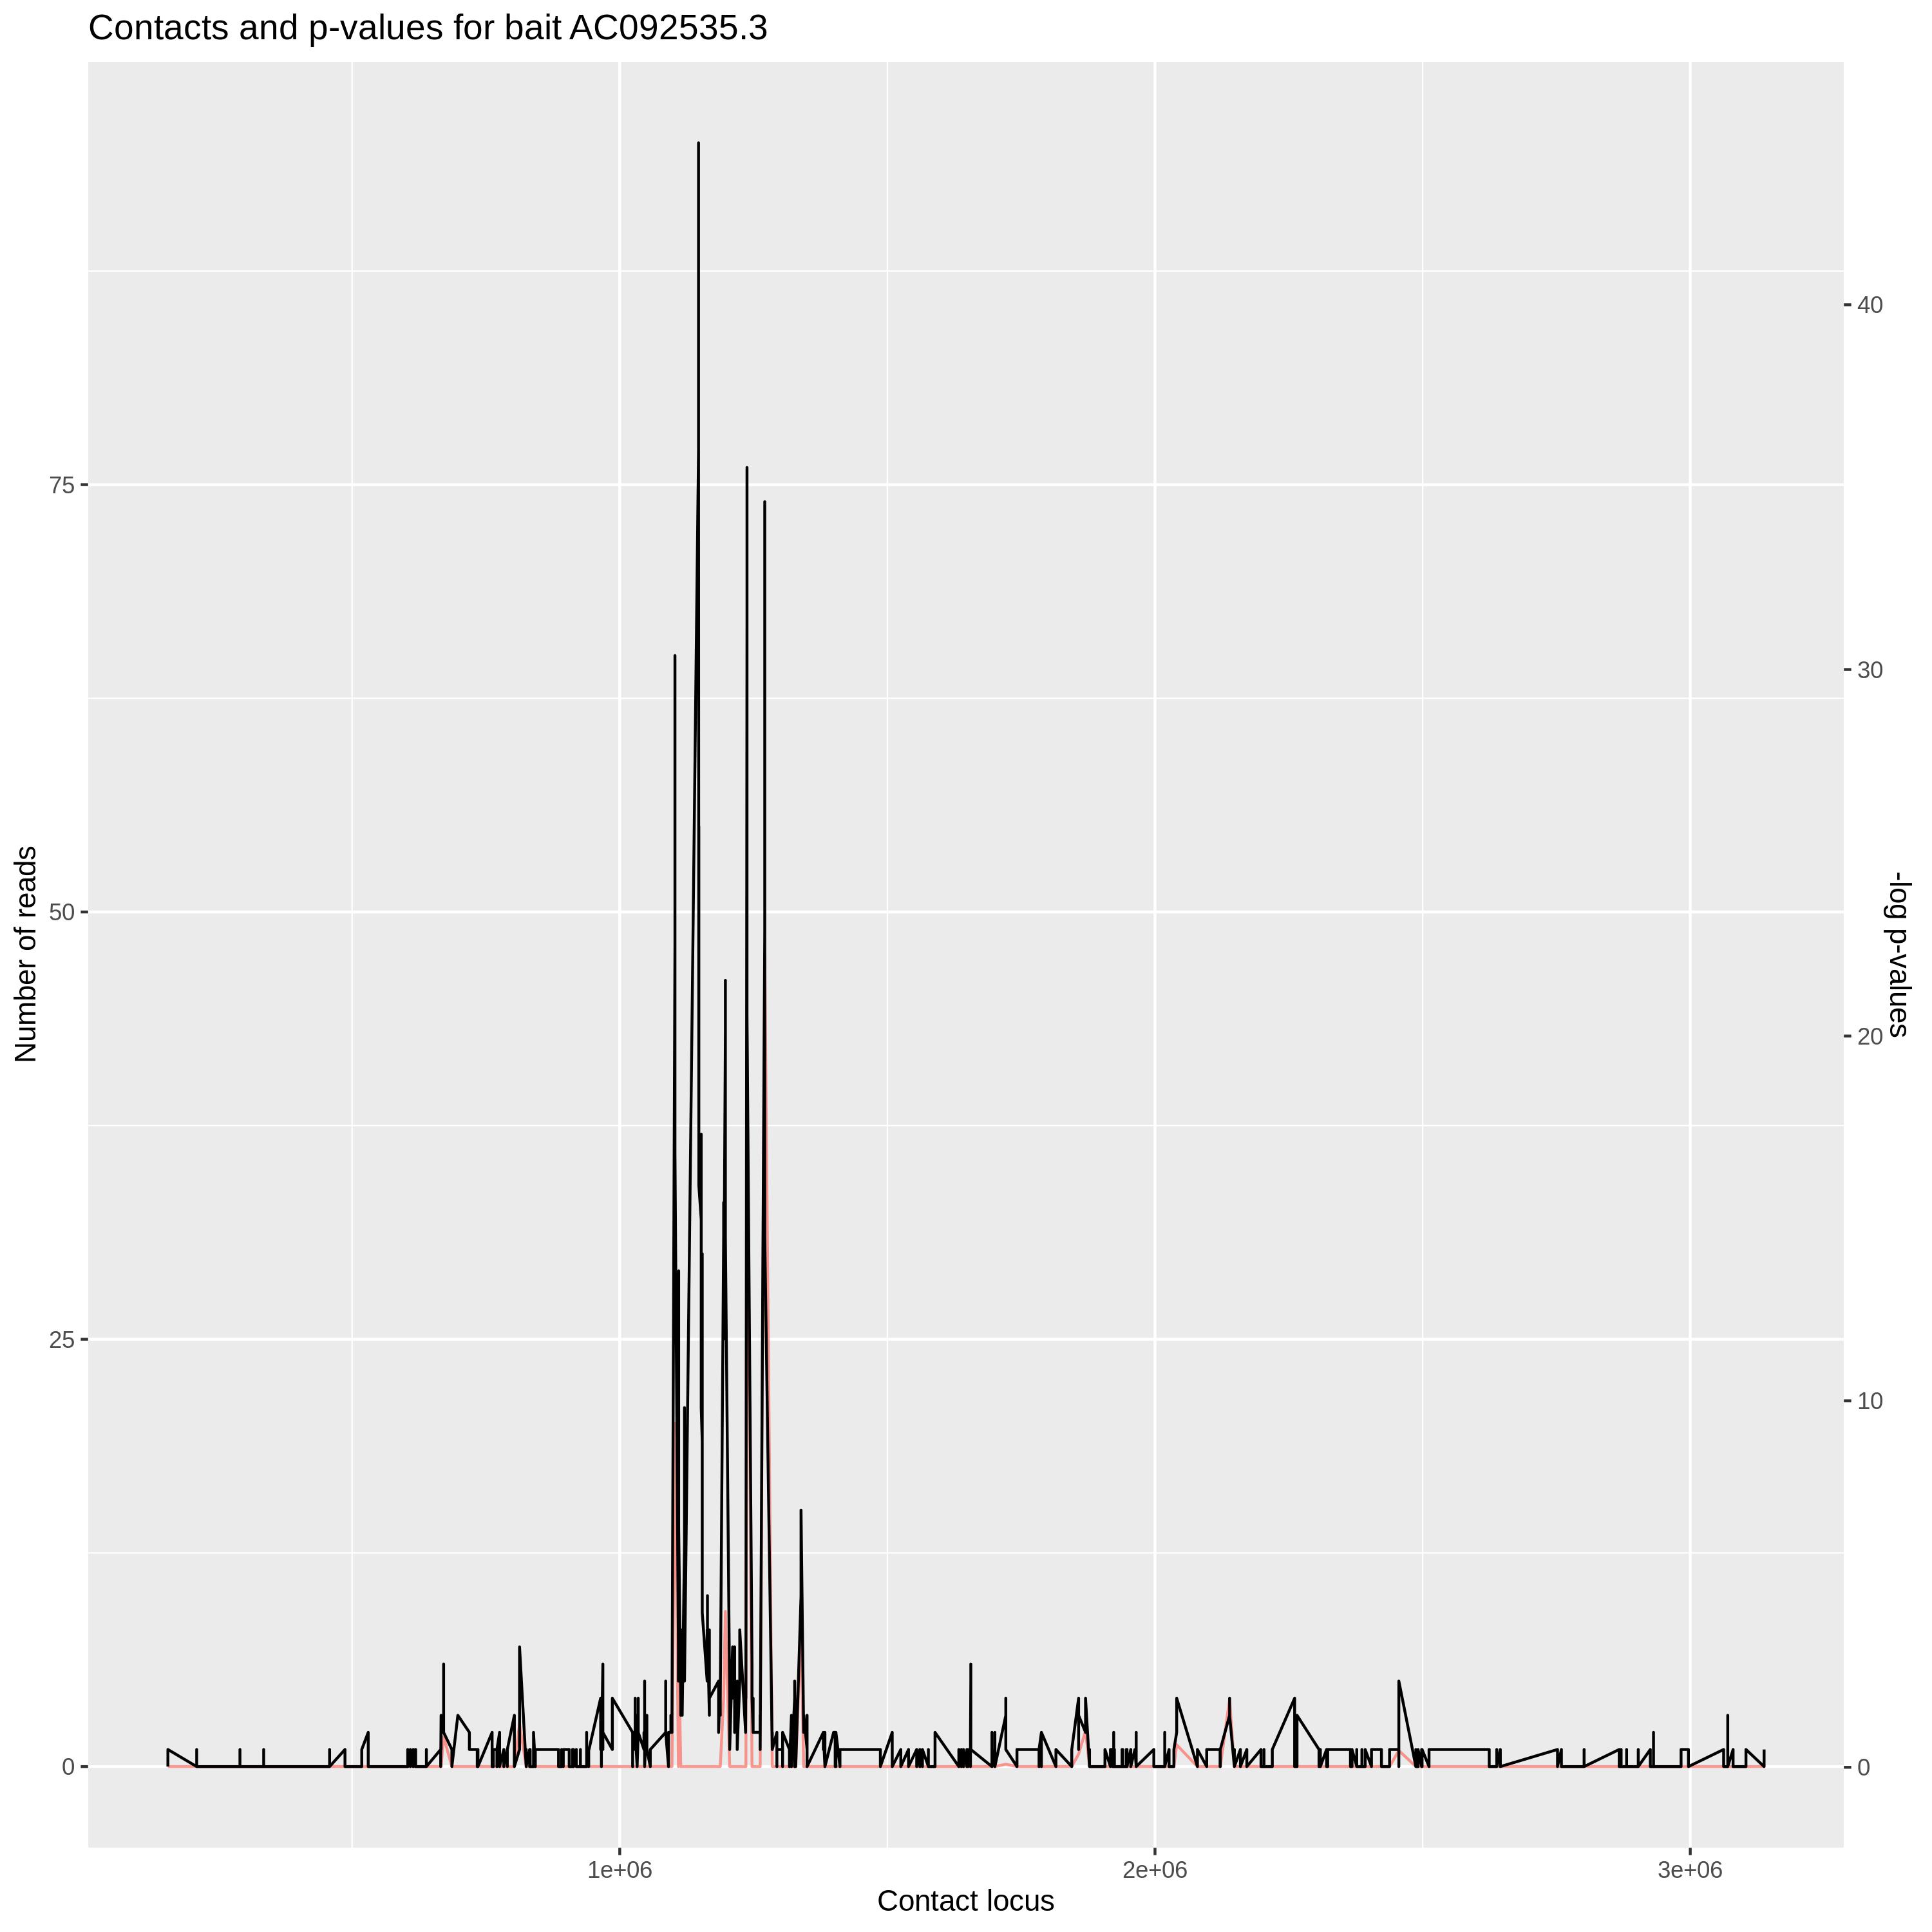 Contacts and p-values for bait AC092535.3
75
50
25
0
Number of reads
40
30
20
10
0
-log p-values
1e+06
2e+06
3e+06
Contact locus